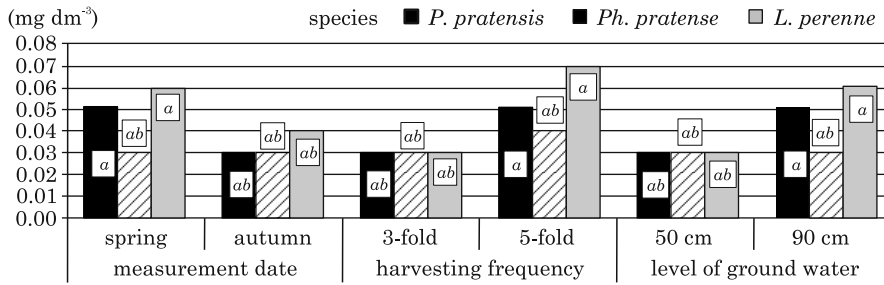 (mg dm-3) species P. pratensis Ph. pratense L. perenne
0.08
0.07
0.06 a
0.05 ab
0.04 ab ab ab ab ab
0.03 a ab ab ab a ab ab a
0.02 ab ab
0.01
0.00
spring autumn 3-fold 5-fold 50 cm 90 cm
measurement date harvesting frequency level of ground water